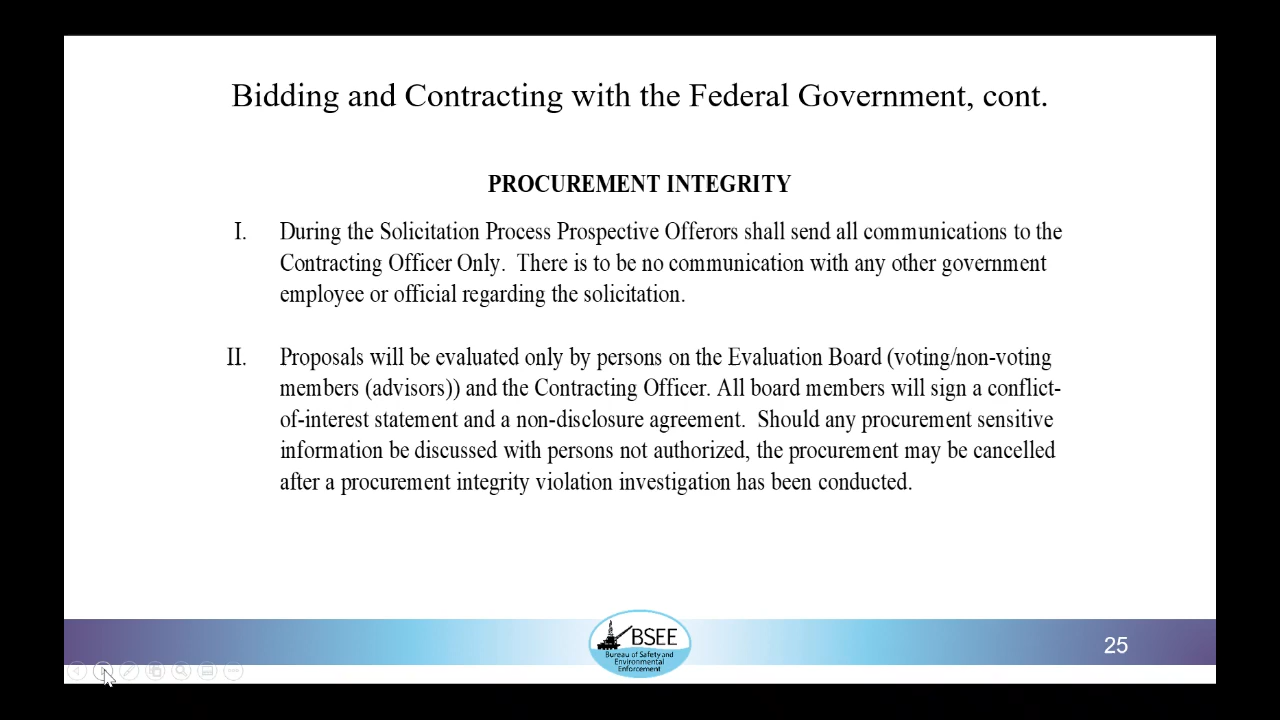 Bidding and Contracting with the Federal Government, cont.
PROCUREMENT INTEGRITY
I. During the Solicitation Process Prospective Offerors shall send all communications to the
Contracting Officer Only.  There is to be no communication with any other government
employee or official regarding the solicitation.
II. Proposals will be evaluated only by persons on the Evaluation Board (voting/non-voting
members (advisors)) and the Contracting Officer. All board members will sign a conflict-
of-interest statement and a non-disclosure agreement.  Should any procurement sensitive
information be discussed with persons not authorized, the procurement may be cancelled
after a procurement integrity violation investigation has been conducted.
BSEE
Bureau of Safety and
Environmental
Enforcement
25